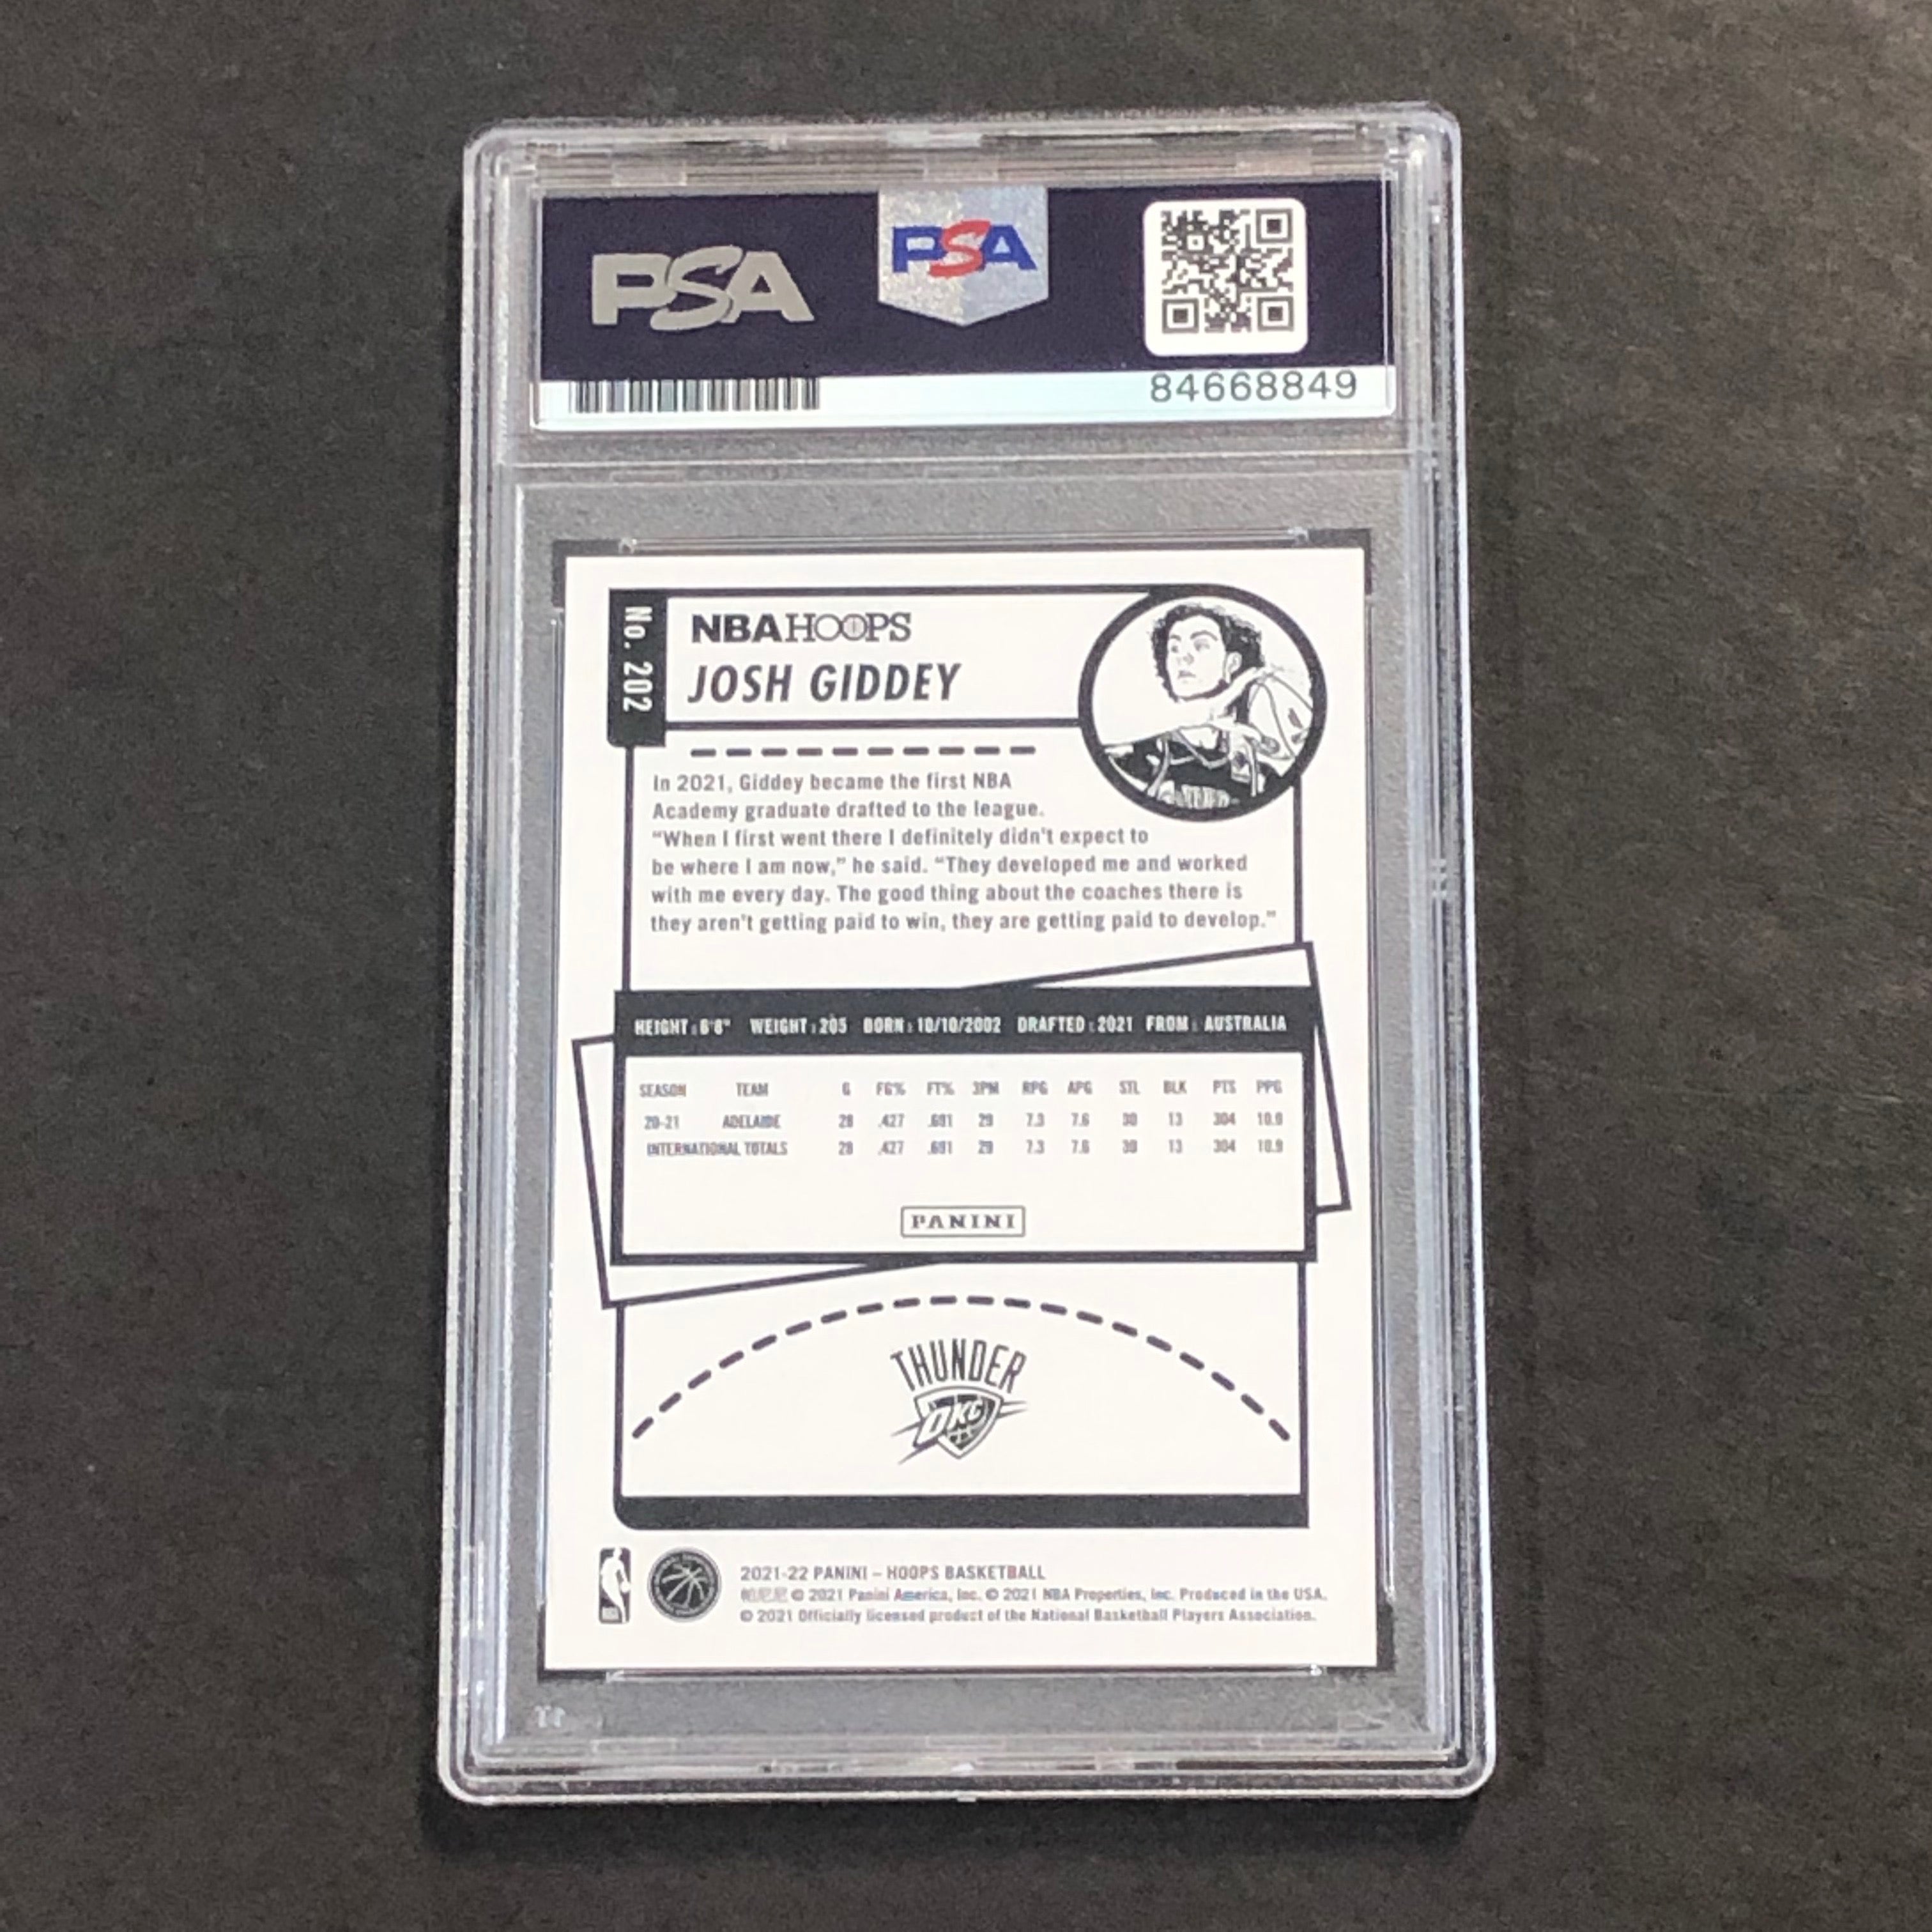 PSA
PSA
84668849
No. 202
NBA HOOPS
JOSH GIDDEY
In 2021, Giddey became the first NBA
Academy graduate drafted to the league.
“When I first went there I definitely didn't expect to
be where I am now,” he said. “They developed me and worked
with me every day. The good thing about the coaches there is
they aren't getting paid to win, they are getting paid to develop.”
HEIGHT: 6'8" WEIGHT: 205 BORN: 10/10/2002 DRAFTED: 2021 FROM: AUSTRALIA
SEASON TEAM G FG% FT% 3PM RPG APG STL BLK PTS PPG
20-21 ADELAIDE 28 .427 .691 29 7.3 7.6 30 13 304 10.9
INTERNATIONAL TOTALS 28 .427 .691 29 7.3 7.6 30 13 304 10.9
PANINI
THUNDER
OKC
2021-22 PANINI – HOOPS BASKETBALL
帕尼尼 © 2021 Panini America, Inc. © 2021 NBA Properties, Inc. Produced in the USA.
© 2021 Officially licensed product of the National Basketball Players Association.